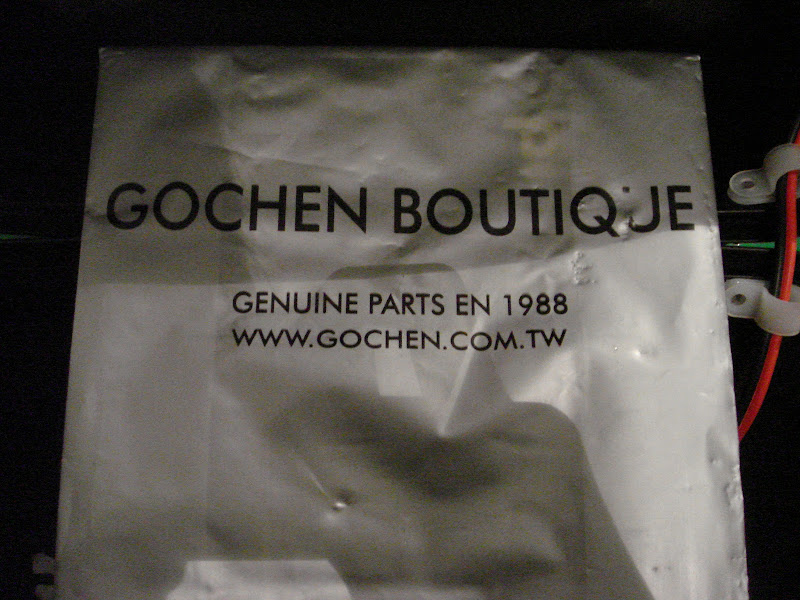 GOCHEN BOUTIQUE
GENUINE PARTS EN 1988
WWW.GOCHEN.COM.TW